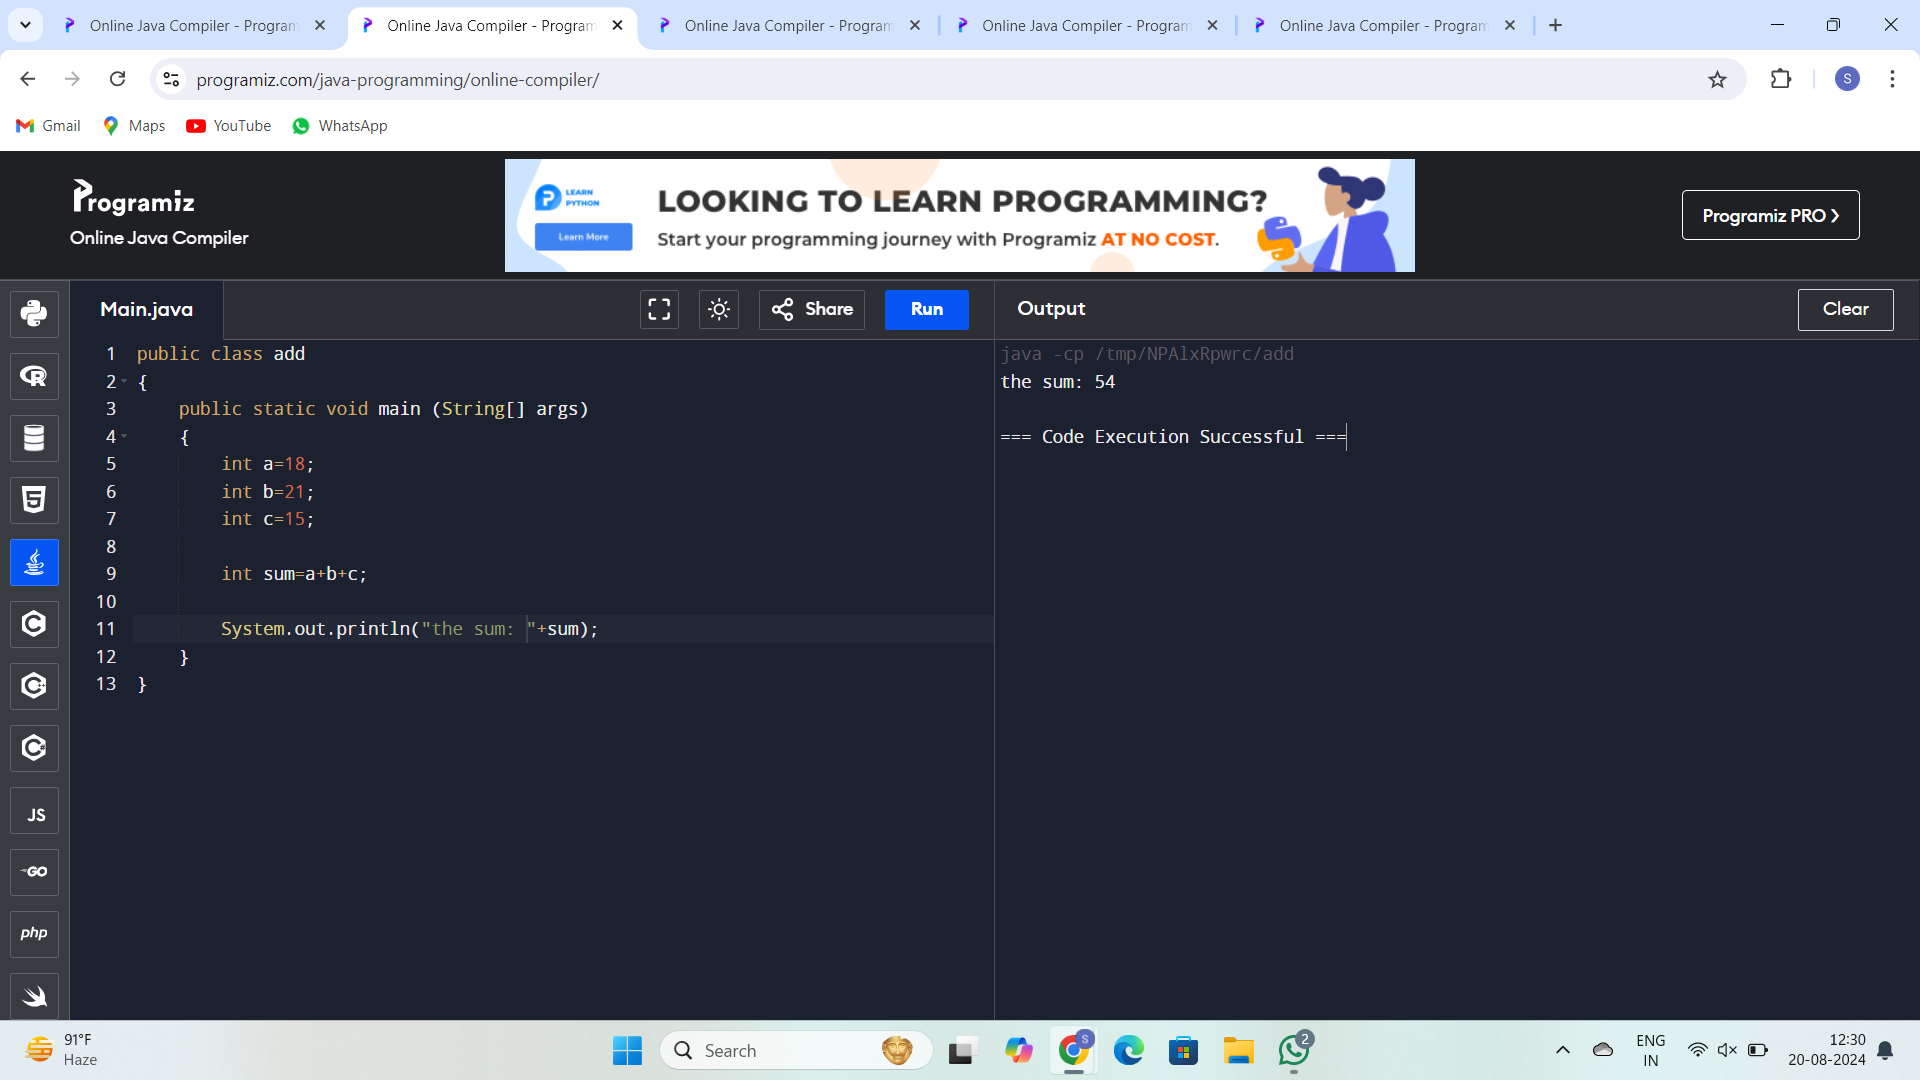 Online Java Compiler - Program
Online Java Compiler - Program
Online Java Compiler - Program
Online Java Compiler - Program
Online Java Compiler - Program
programiz.com/java-programming/online-compiler/
S
Gmail
Maps
YouTube
WhatsApp
Programiz
Online Java Compiler
LEARN
PYTHON
Learn More
LOOKING TO LEARN PROGRAMMING?
Start your programming journey with Programiz AT NO COST.
Programiz PRO
Main.java
Share
Run
Output
Clear
1 public class add
2 {
3     public static void main (String[] args)
4     {
5         int a=18;
6         int b=21;
7         int c=15;
8
9         int sum=a+b+c;
10
11         System.out.println("the sum: "+sum);
12     }
13 }
java -cp /tmp/NPAlxRpwrc/add
the sum: 54
=== Code Execution Successful ===
R
5
C
C
C
JS
GO
php
91°F
Haze
Search
S
2
ENG
IN
12:30
20-08-2024